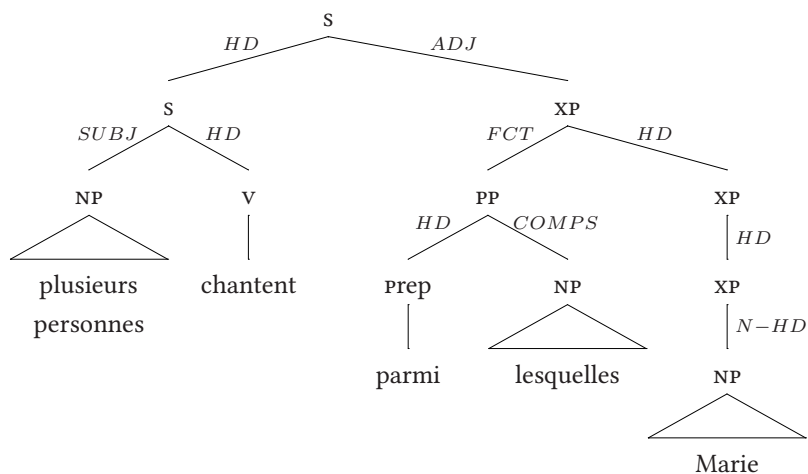 S
HD ADJ
S XP
SUBJ HD FCT HD
NP V PP XP
HD COMPS HD
plusieurs chantent Prep NP XP
personnes
N-HD
parmi lesquelles NP
Marie